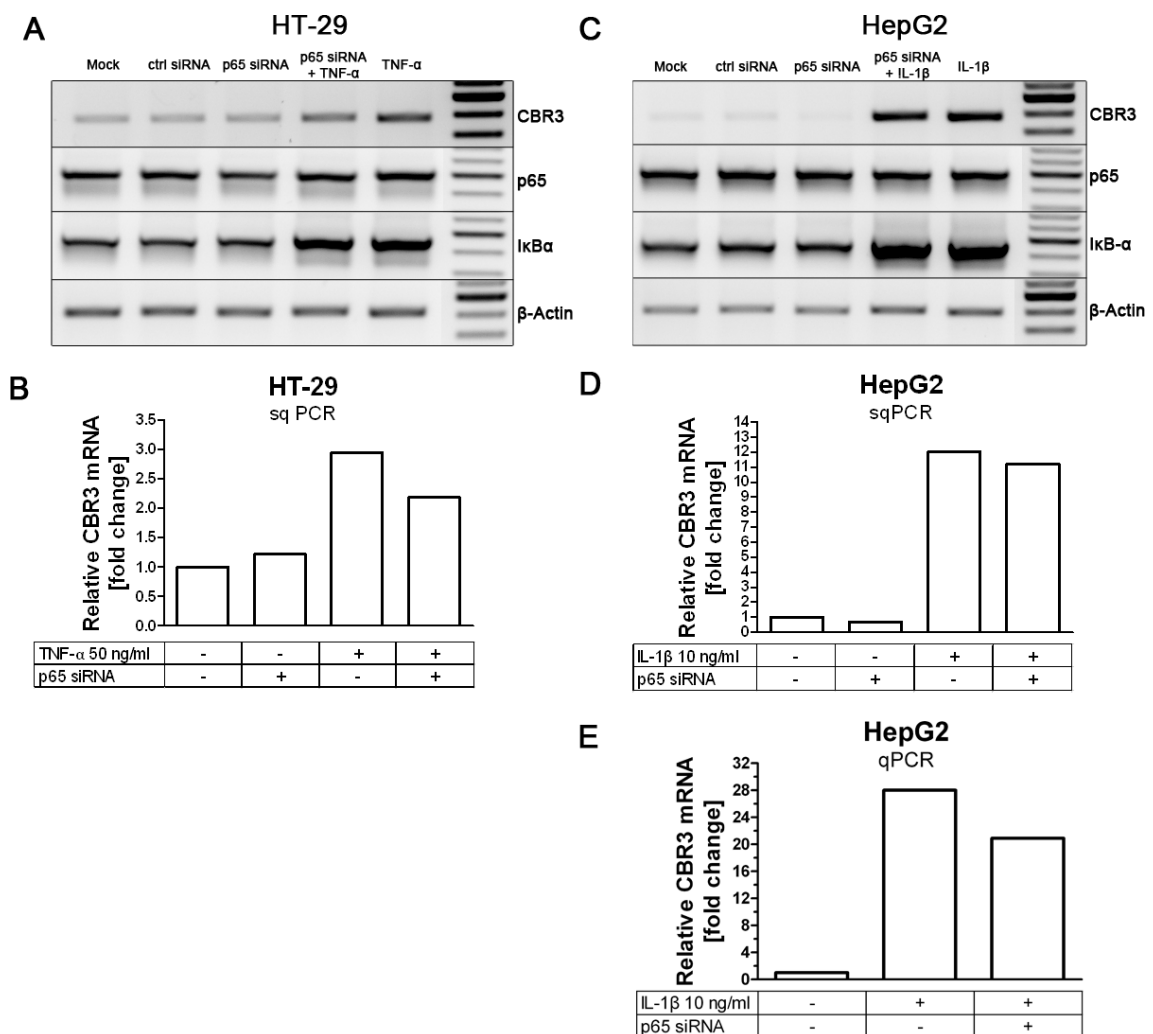 A
HT-29
Mock ctrl siRNA p65 siRNA p65 siRNA + TNF-α TNF-α
CBR3
p65
IκBα
β-Actin
C
HepG2
Mock ctrl siRNA p65 siRNA p65 siRNA + IL-1β IL-1β
CBR3
p65
IκB-α
β-Actin
B
HT-29
sq PCR
Relative CBR3 mRNA
[fold change]
3.5
3.0
2.5
2.0
1.5
1.0
0.5
0.0
TNF-α 50 ng/ml - - + +
p65 siRNA - + - +
D
HepG2
sqPCR
Relative CBR3 mRNA
[fold change]
14
13
12
11
10
9
8
7
6
5
4
3
2
1
0
IL-1β 10 ng/ml - - + +
p65 siRNA - + - +
E
HepG2
qPCR
Relative CBR3 mRNA
[fold change]
32
28
24
20
16
12
8
4
0
IL-1β 10 ng/ml - + +
p65 siRNA - - +